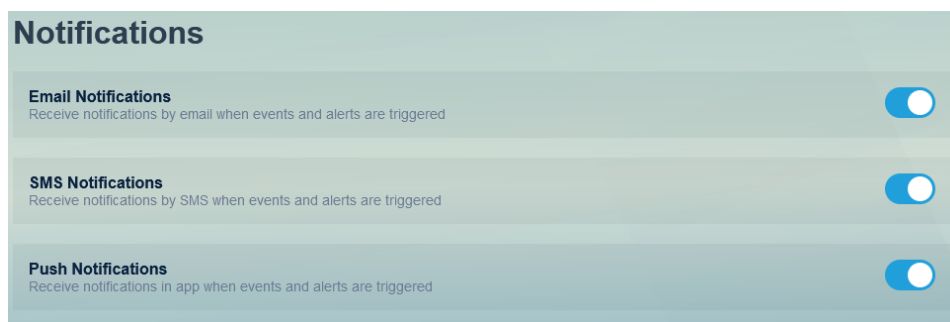 Notifications
Email Notifications
Receive notifications by email when events and alerts are triggered
SMS Notifications
Receive notifications by SMS when events and alerts are triggered
Push Notifications
Receive notifications in app when events and alerts are triggered